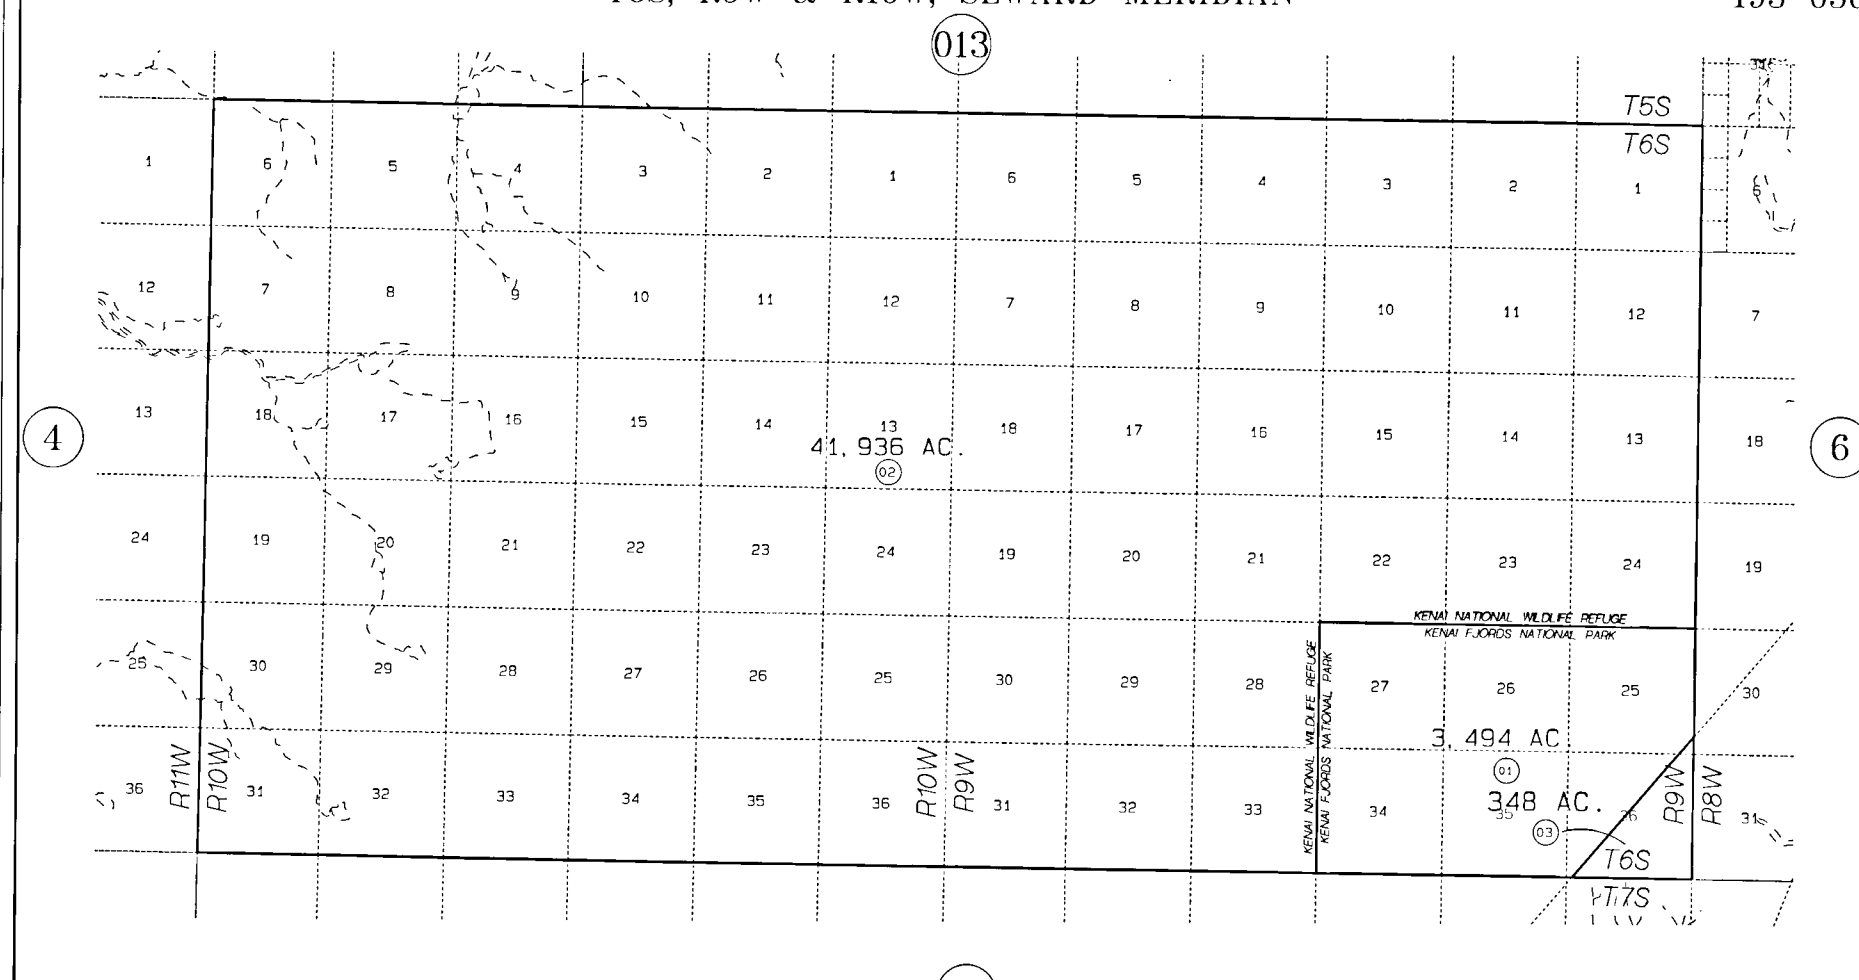 R9W & R10W, SEWARD MERIDIAN
013
T5S
T6S
1 6 5 4 3 2 1 6 5 4 3 2 1 6
12 7 8 9 10 11 12 7 8 9 10 11 12 7
13 18 17 16 15 14 13 18 17 16 15 14 13 18
4
41,936 AC.
6
02
24 19 20 21 22 23 24 19 20 21 22 23 24 19
KENAI NATIONAL WILDLIFE REFUGE
KENAI FJORDS NATIONAL PARK
KENAI NATIONAL WILDLIFE REFUGE
KENAI FJORDS NATIONAL PARK
25 30 29 28 27 26 25 30 29 28 27 26 25 30
3,494 AC
01
R11W
R10W
R10W
R9W
R9W
R8W
348 AC.
36 31 32 33 34 35 36 31 32 33 34 35 36 31
03
T6S
T7S